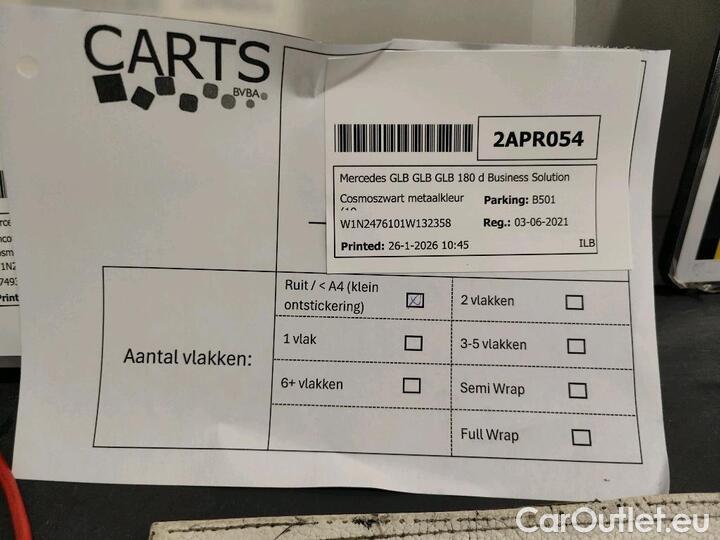 CARTS
BVBA
2APR054
Mercedes GLB GLB GLB 180 d Business Solution
Cosmoszwart metaalkleur
Parking: B501
W1N2476101W132358
Reg.: 03-06-2021
Printed: 26-1-2026 10:45
ILB
Aantal vlakken:
Ruit / < A4 (klein
ontstickering)
2 vlakken
1 vlak
3-5 vlakken
6+ vlakken
Semi Wrap
Full Wrap
CarOutlet.eu